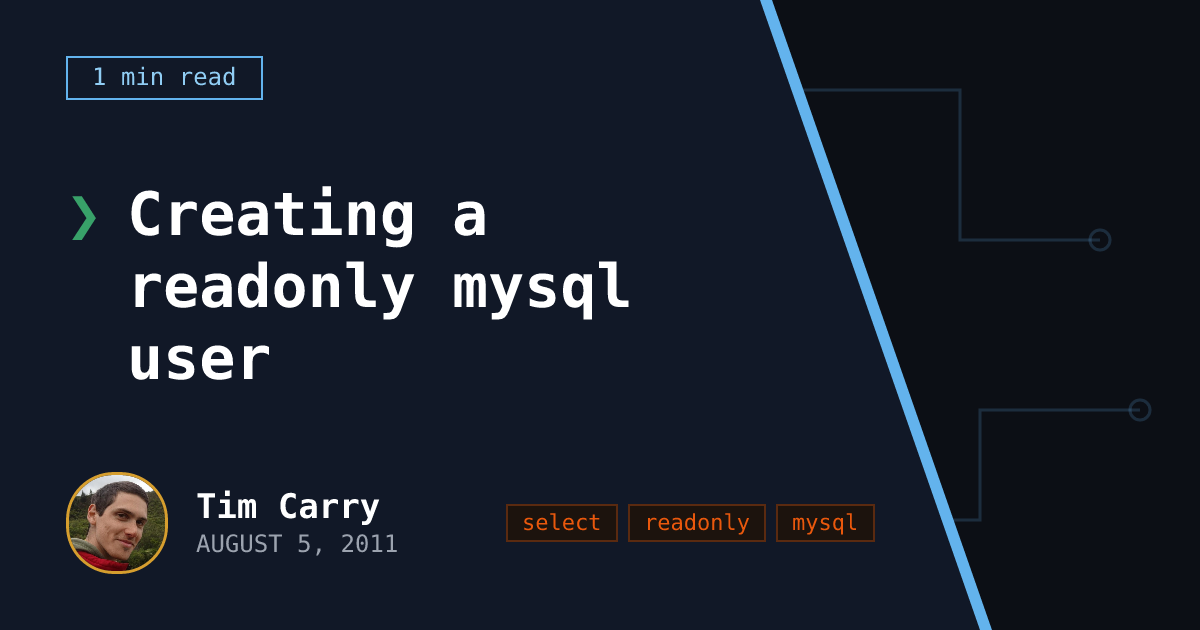 1 min read
❯ Creating a
readonly mysql
user
Tim Carry
AUGUST 5, 2011
select readonly mysql